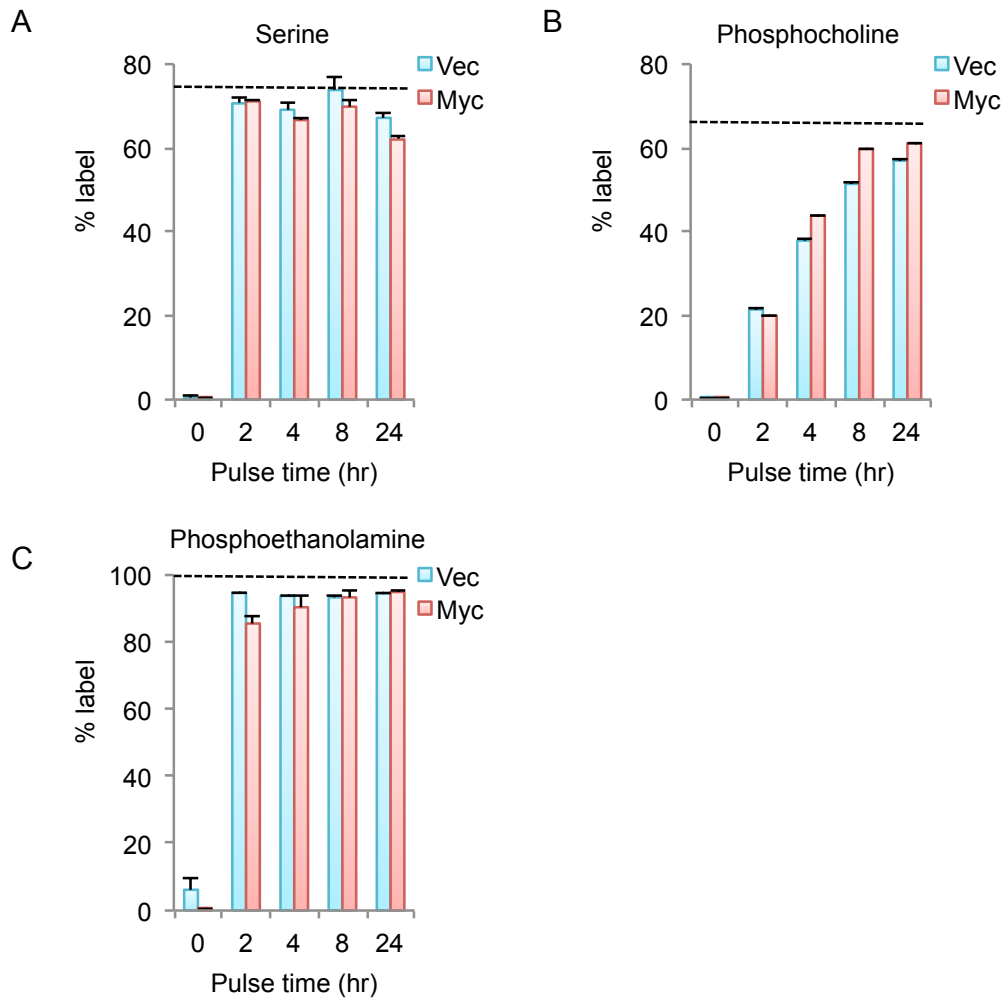 A
Serine
80
60
40
20
0
% label
0 2 4 8 24
Pulse time (hr)
Vec
Myc
B
Phosphocholine
80
60
40
20
0
% label
0 2 4 8 24
Pulse time (hr)
Vec
Myc
C
Phosphoethanolamine
100
80
60
40
20
0
% label
0 2 4 8 24
Pulse time (hr)
Vec
Myc